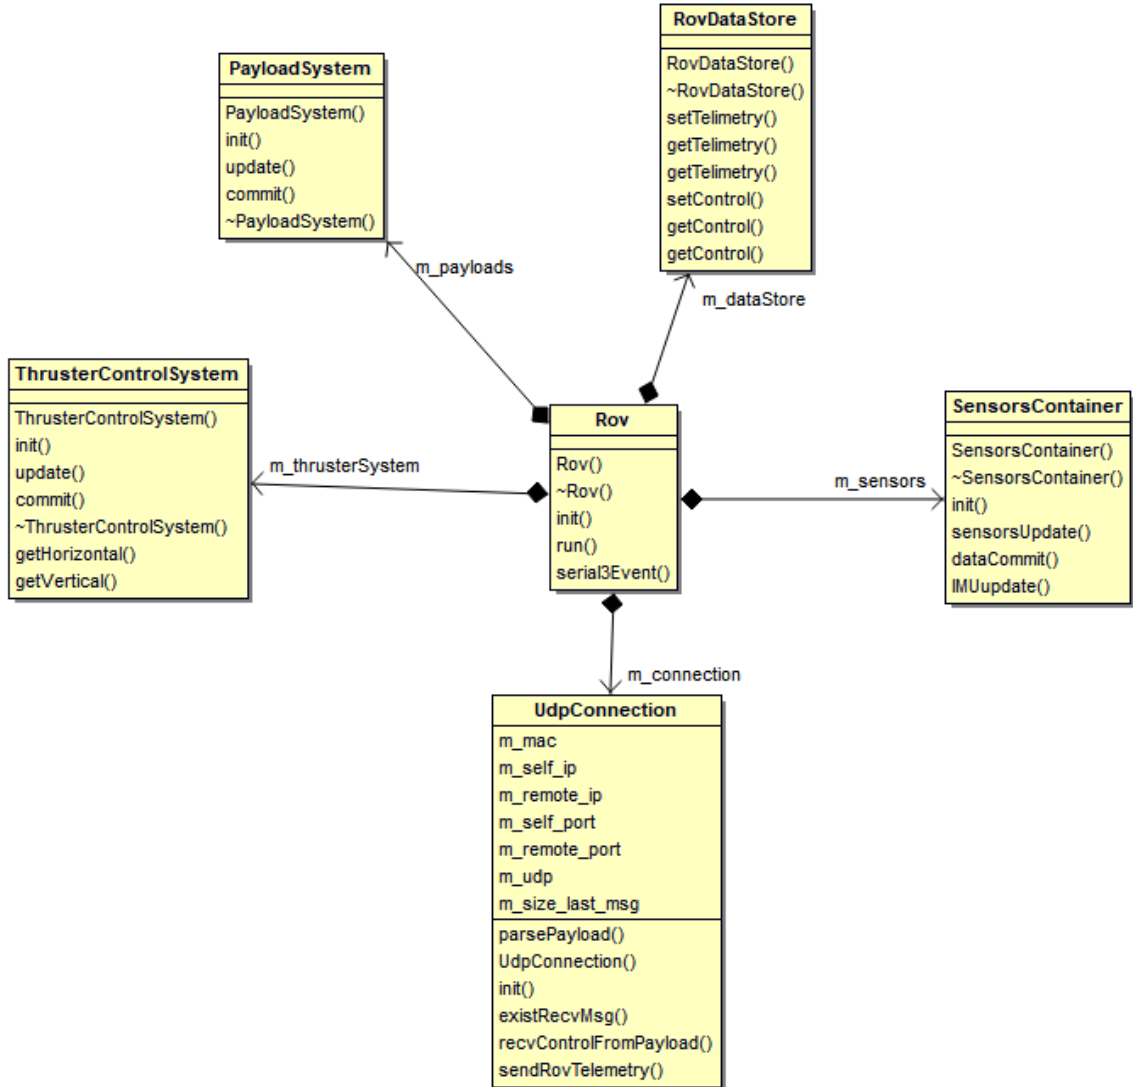 RovDataStore
RovDataStore()
~RovDataStore()
setTelimetry()
getTelimetry()
getTelimetry()
setControl()
getControl()
getControl()
PayloadSystem
PayloadSystem()
init()
update()
commit()
~PayloadSystem()
m_payloads
m_dataStore
ThrusterControlSystem
ThrusterControlSystem()
init()
update()
commit()
~ThrusterControlSystem()
getHorizontal()
getVertical()
m_thrusterSystem
Rov
Rov()
~Rov()
init()
run()
serial3Event()
m_sensors
SensorsContainer
SensorsContainer()
~SensorsContainer()
init()
sensorsUpdate()
dataCommit()
IMUupdate()
m_connection
UdpConnection
m_mac
m_self_ip
m_remote_ip
m_self_port
m_remote_port
m_udp
m_size_last_msg
parsePayload()
UdpConnection()
init()
existRecvMsg()
recvControlFromPayload()
sendRovTelemetry()